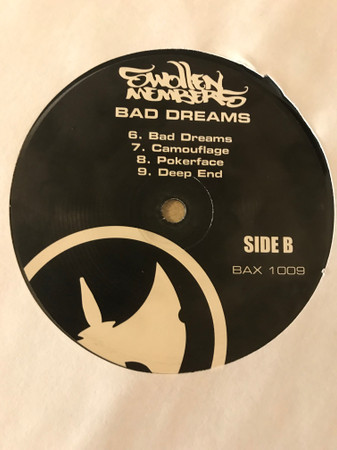 Swollen
Members
BAD DREAMS
6. Bad Dreams
7. Camouflage
8. Pokerface
9. Deep End
SIDE B
BAX 1009